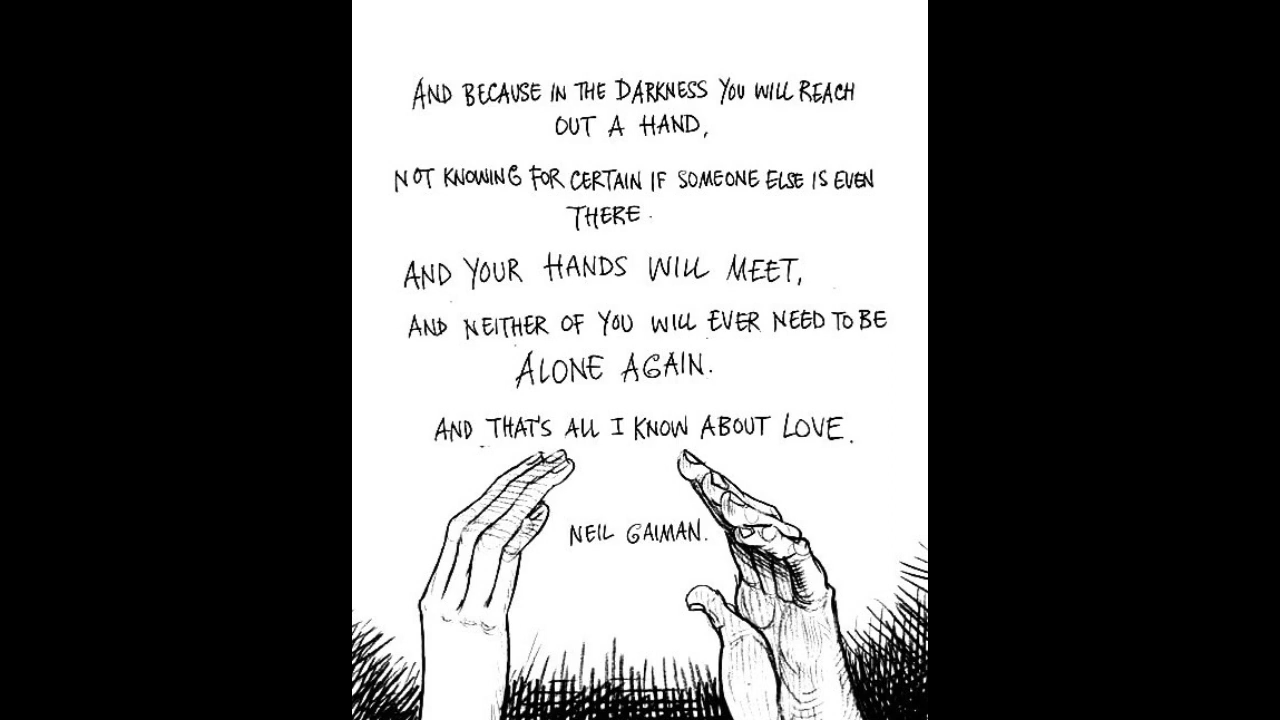 AND BECAUSE IN THE DARKNESS YOU WILL REACH
OUT A HAND,
NOT KNOWING FOR CERTAIN IF SOMEONE ELSE IS EVEN
THERE.
AND YOUR HANDS WILL MEET,
AND NEITHER OF YOU WILL EVER NEED TO BE
ALONE AGAIN.
AND THAT'S ALL I KNOW ABOUT LOVE.
NEIL GAIMAN.